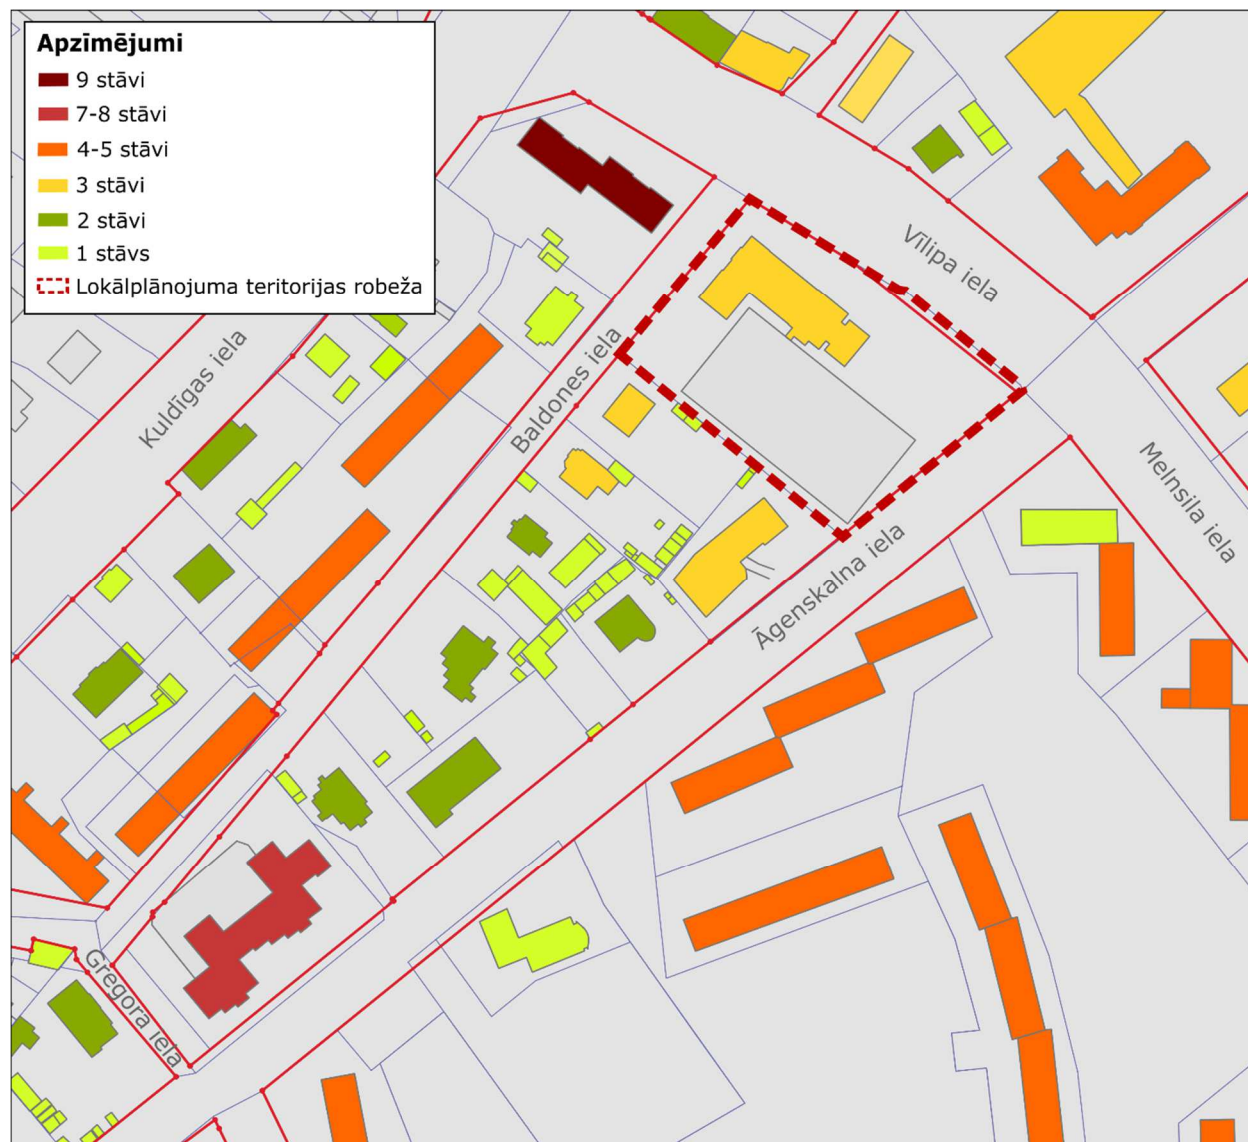 Apzīmējumi
9 stāvi
7-8 stāvi
4-5 stāvi
3 stāvi
2 stāvi
1 stāvs
Lokālplānojuma teritorijas robeža
Vīlipa iela
Kuldīgas iela
Baldones iela
Melnsila iela
Āgenskalna iela
Gregora iela